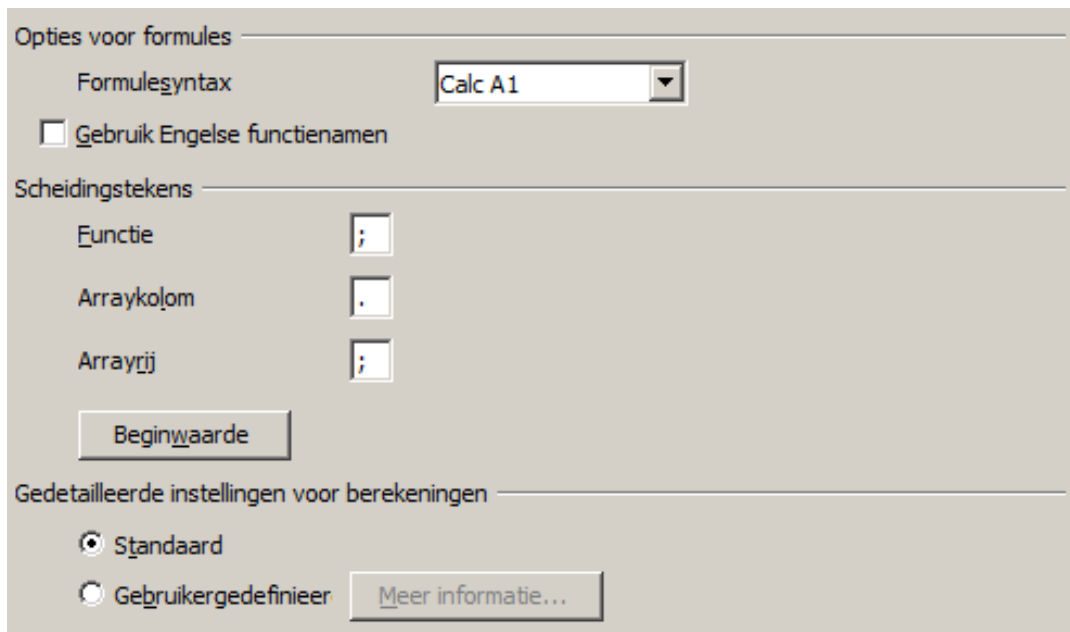 Opties voor formules
Formulesyntax Calc A1
Gebruik Engelse functienamen
Scheidingstekens
Functie ;
Arraykolom .
Arrayrij ;
Beginwaarde
Gedetailleerde instellingen voor berekeningen
Standaard
Gebruikergedefinieer Meer informatie...